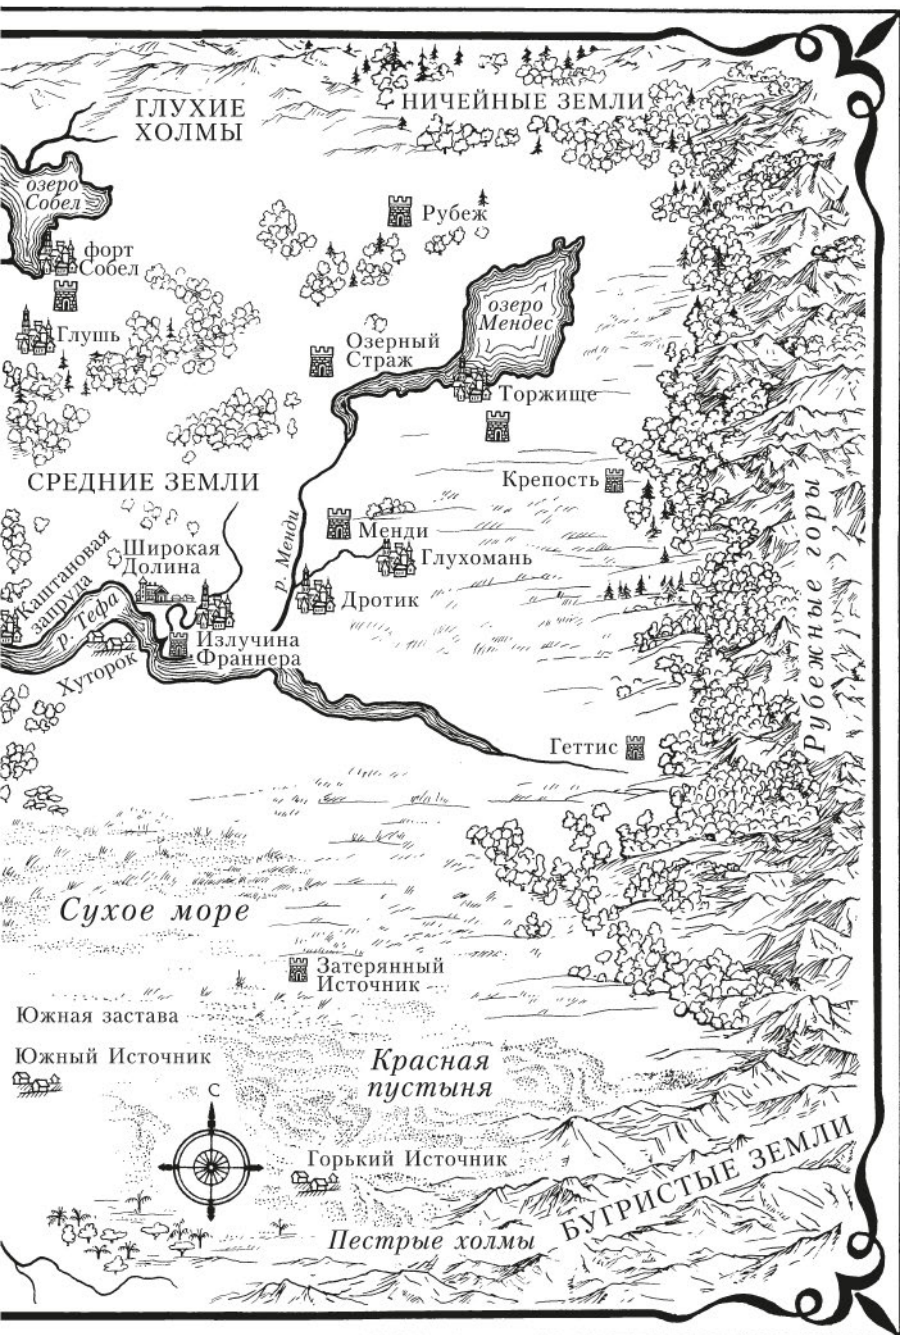 ГЛУХИЕ
ХОЛМЫ
НИЧЕЙНЫЕ ЗЕМЛИ
озеро
Собел
Рубеж
форт
Собел
озеро
Мендес
Глушь
Озерный
Страж
Торжище
СРЕДНИЕ ЗЕМЛИ
Крепость
Рубежные горы
р. Менди
Менди
Глухомань
Широкая
Долина
Каштановая
запруда
р. Тефа
Дротик
Излучина
Франнера
Хуторок
Геттис
Сухое море
Затерянный
Источник
Южная застава
Южный Источник
Красная
пустыня
С
Горький Источник
БУГРИСТЫЕ ЗЕМЛИ
Пестрые холмы